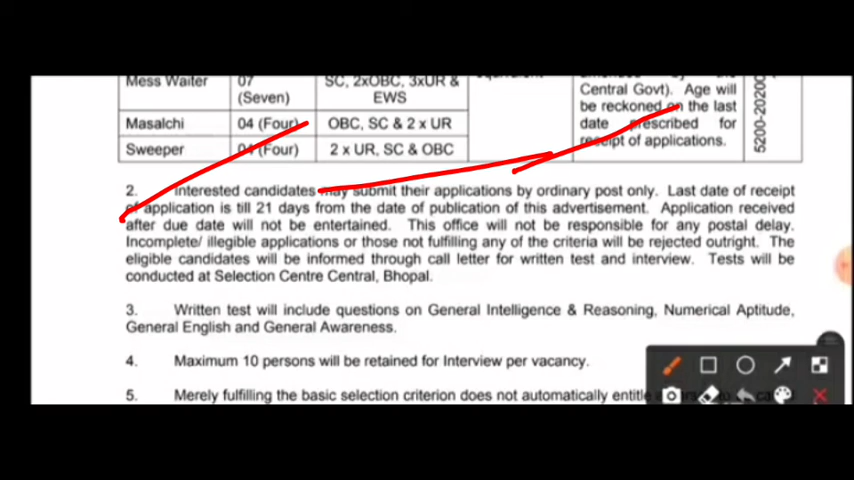 Mess Waiter 07 SC, 2xOBC, 3xUR &
(Seven) EWS
Central Govt). Age will
be reckoned on the last
Masalchi 04 (Four) OBC, SC & 2 x UR date prescribed for
receipt of applications.
Sweeper 04 (Four) 2 x UR, SC & OBC
5200-20200
2. Interested candidates may submit their applications by ordinary post only. Last date of receipt
of application is till 21 days from the date of publication of this advertisement. Application received
after due date will not be entertained. This office will not be responsible for any postal delay.
Incomplete/ illegible applications or those not fulfilling any of the criteria will be rejected outright. The
eligible candidates will be informed through call letter for written test and interview. Tests will be
conducted at Selection Centre Central, Bhopal.
3. Written test will include questions on General Intelligence & Reasoning, Numerical Aptitude,
General English and General Awareness.
4. Maximum 10 persons will be retained for Interview per vacancy.
5. Merely fulfilling the basic selection criterion does not automatically entitle